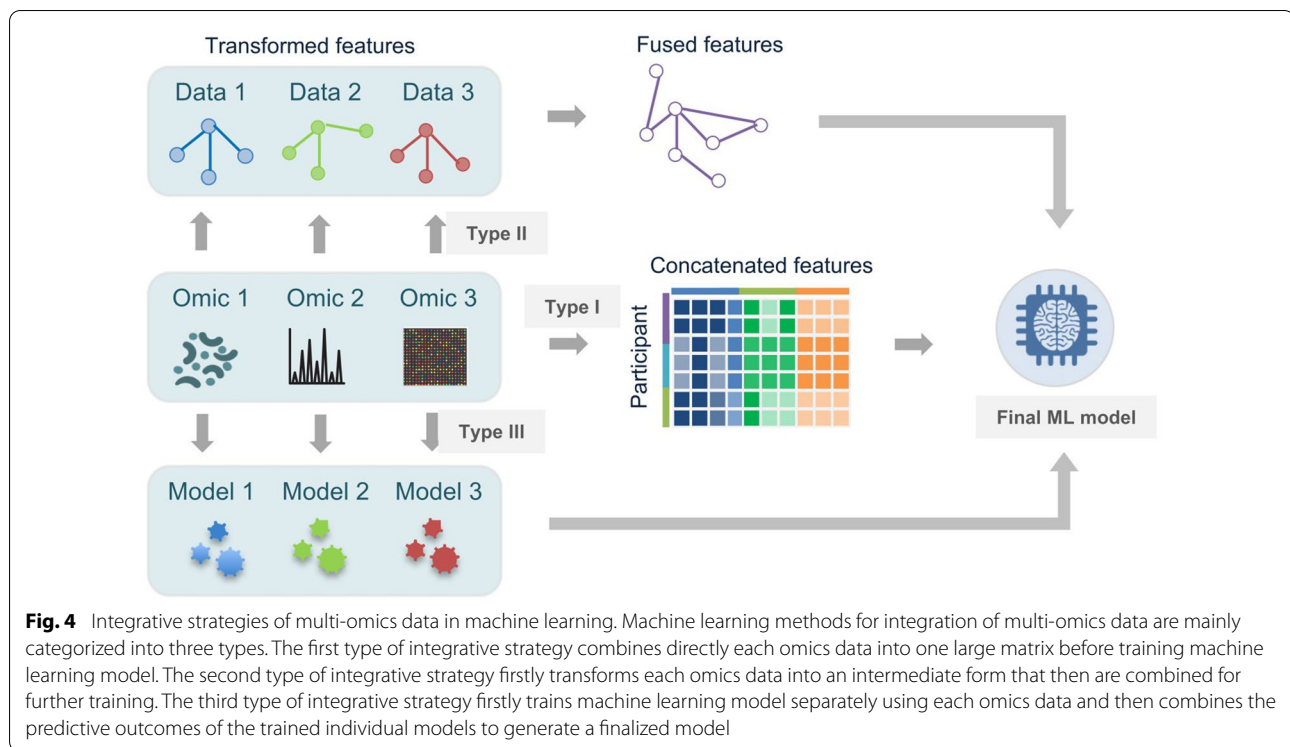 Transformed features
Fused features
Data 1 Data 2 Data 3
Type II
Omic 1 Omic 2 Omic 3
Type I
Concatenated features
Participant
Final ML model
Type III
Model 1 Model 2 Model 3
Fig. 4 Integrative strategies of multi-omics data in machine learning. Machine learning methods for integration of multi-omics data are mainly
categorized into three types. The first type of integrative strategy combines directly each omics data into one large matrix before training machine
learning model. The second type of integrative strategy firstly transforms each omics data into an intermediate form that then are combined for
further training. The third type of integrative strategy firstly trains machine learning model separately using each omics data and then combines the
predictive outcomes of the trained individual models to generate a finalized model